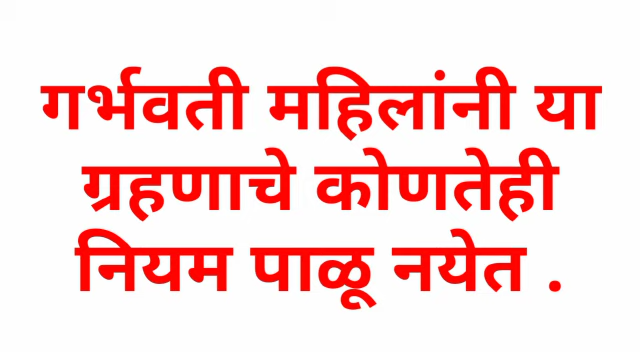 गर्भवती महिलांनी या
ग्रहणाचे कोणतेही
नियम पाळू नयेत .